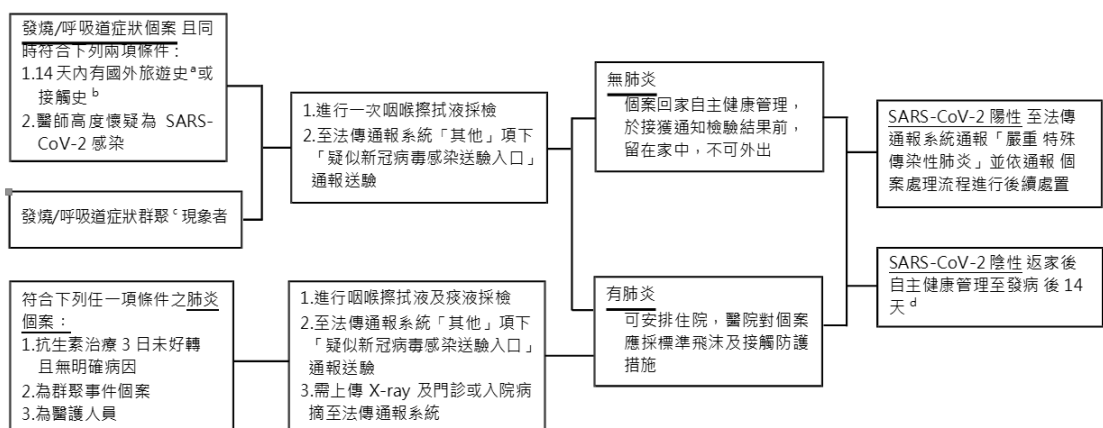 發燒/呼吸道症狀個案 且同
時符合下列兩項條件：
1.14 天內有國外旅遊史ᵃ或
接觸史ᵇ
2.醫師高度懷疑為 SARS-
CoV-2 感染
發燒/呼吸道症狀群聚ᶜ現象者
符合下列任一項條件之肺炎
個案：
1.抗生素治療 3 日未好轉
且無明確病因
2.為群聚事件個案
3.為醫護人員
1.進行一次咽喉擦拭液採檢
2.至法傳通報系統「其他」項下
「疑似新冠病毒感染送驗入口」
通報送驗
1.進行咽喉擦拭液及痰液採檢
2.至法傳通報系統「其他」項下
「疑似新冠病毒感染送驗入口」
通報送驗
3.需上傳 X-ray 及門診或入院病
摘至法傳通報系統
無肺炎
個案回家自主健康管理，
於接獲通知檢驗結果前，
留在家中，不可外出
有肺炎
可安排住院，醫院對個案
應採標準飛沫及接觸防護
措施
SARS-CoV-2 陽性 至法傳
通報系統通報「嚴重 特殊
傳染性肺炎」並依通報 個
案處理流程進行後續處置
SARS-CoV-2 陰性 返家後
自主健康管理至發病 後 14
天ᵈ